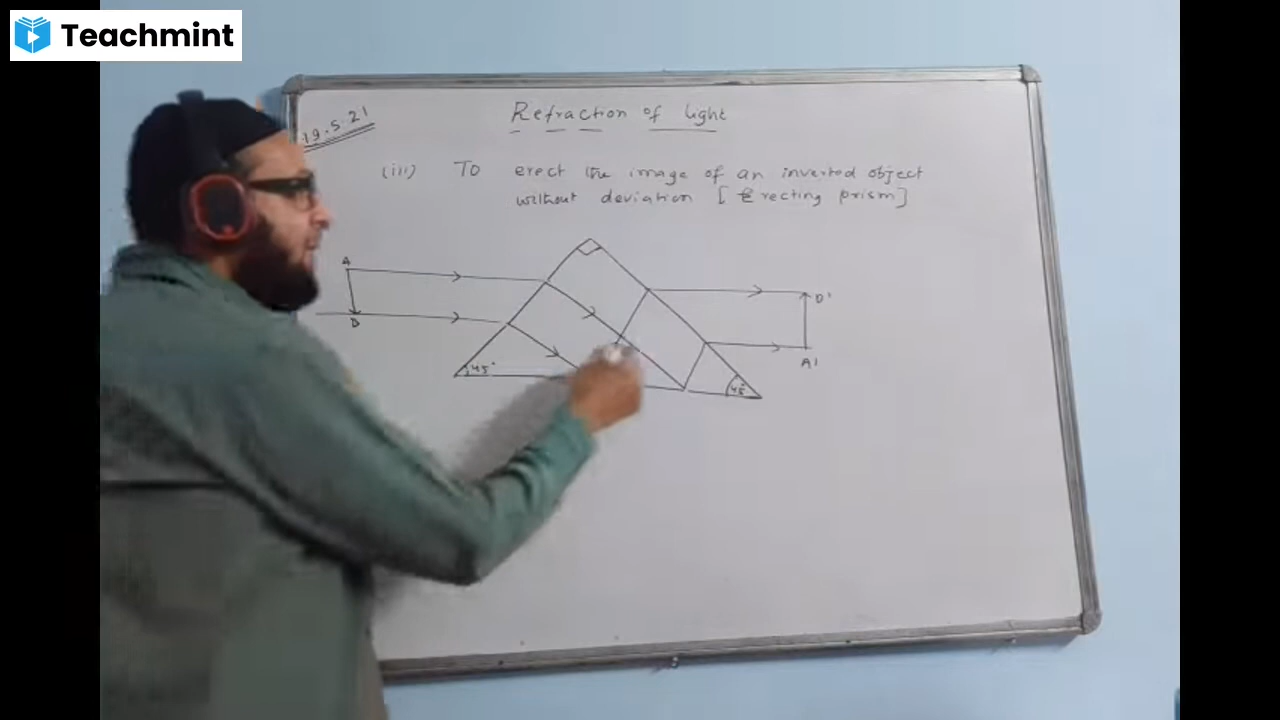 Teachmint
19.5.21
Refraction of light
(iii) To erect the image of an inverted object
without deviation [Erecting prism]
A
B
45°
45°
B'
A'